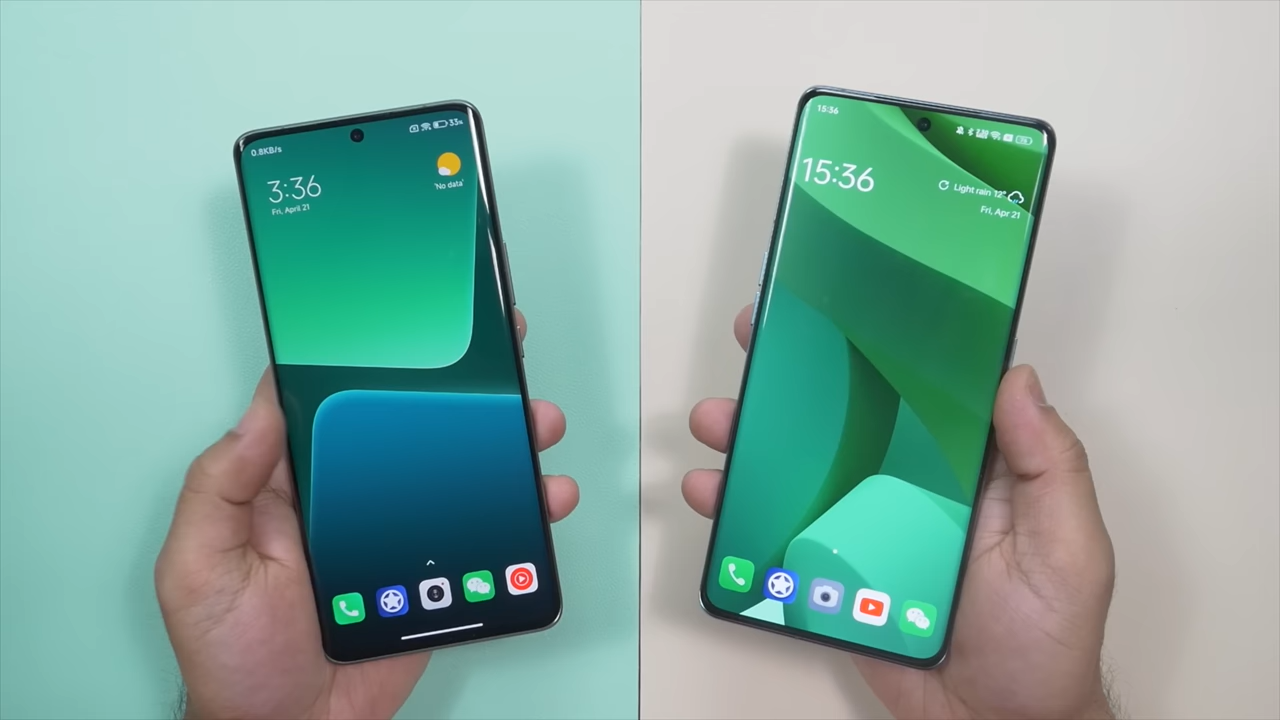 0.8KB/s
33%
3:36
Fri, April 21
'No data'
15:36
15:36
Light rain 12°
Fri, Apr 21